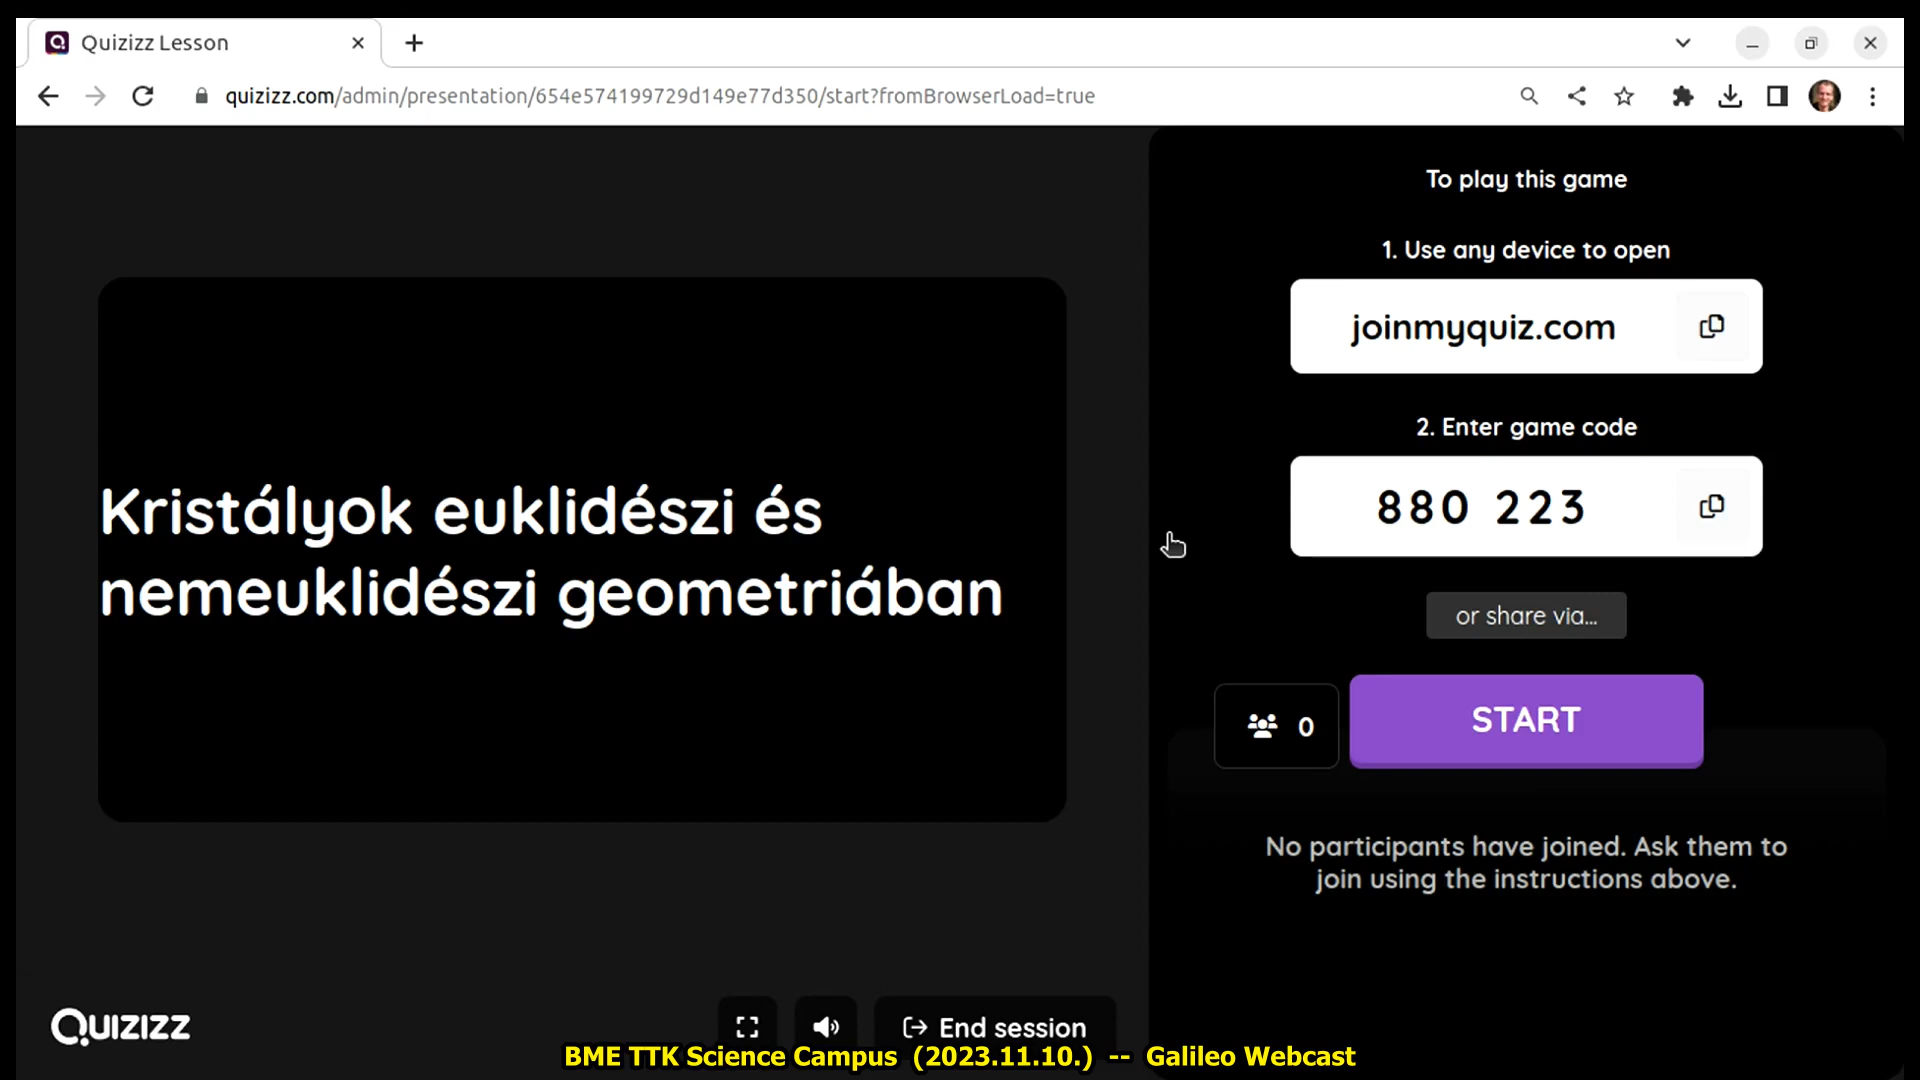 Quizizz Lesson
quizizz.com/admin/presentation/654e574199729d149e77d350/start?fromBrowserLoad=true
To play this game
1. Use any device to open
joinmyquiz.com
2. Enter game code
880 223
or share via...
0 START
No participants have joined. Ask them to
join using the instructions above.
Kristályok euklidészi és
nemeuklidészi geometriában
QUIZIZZ
End session
BME TTK Science Campus (2023.11.10.) -- Galileo Webcast